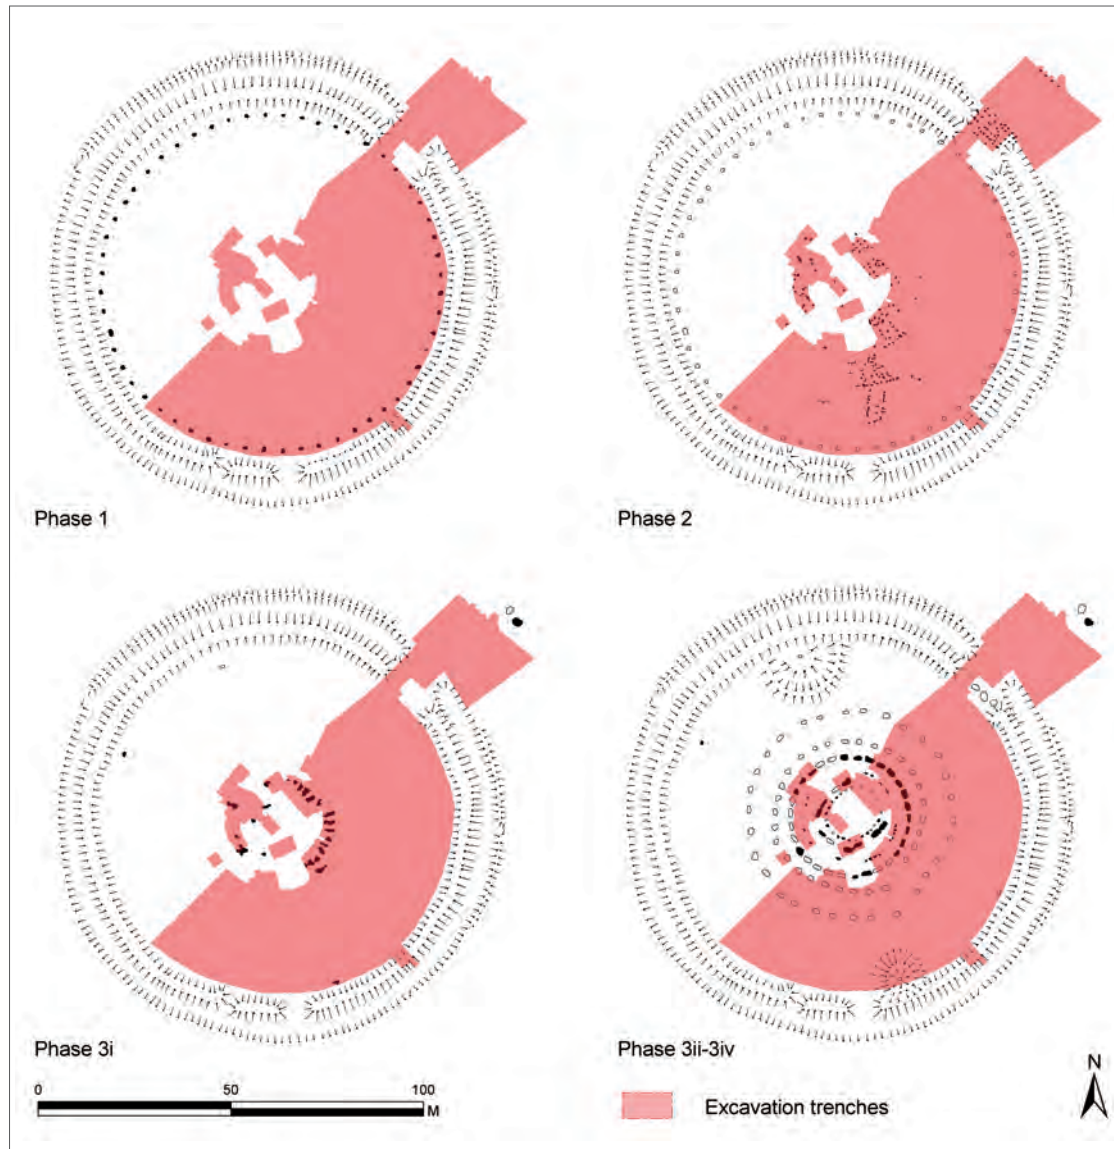 Phase 1
Phase 2
Phase 3i
Phase 3ii-3iv
0 50 100
M
Excavation trenches
N